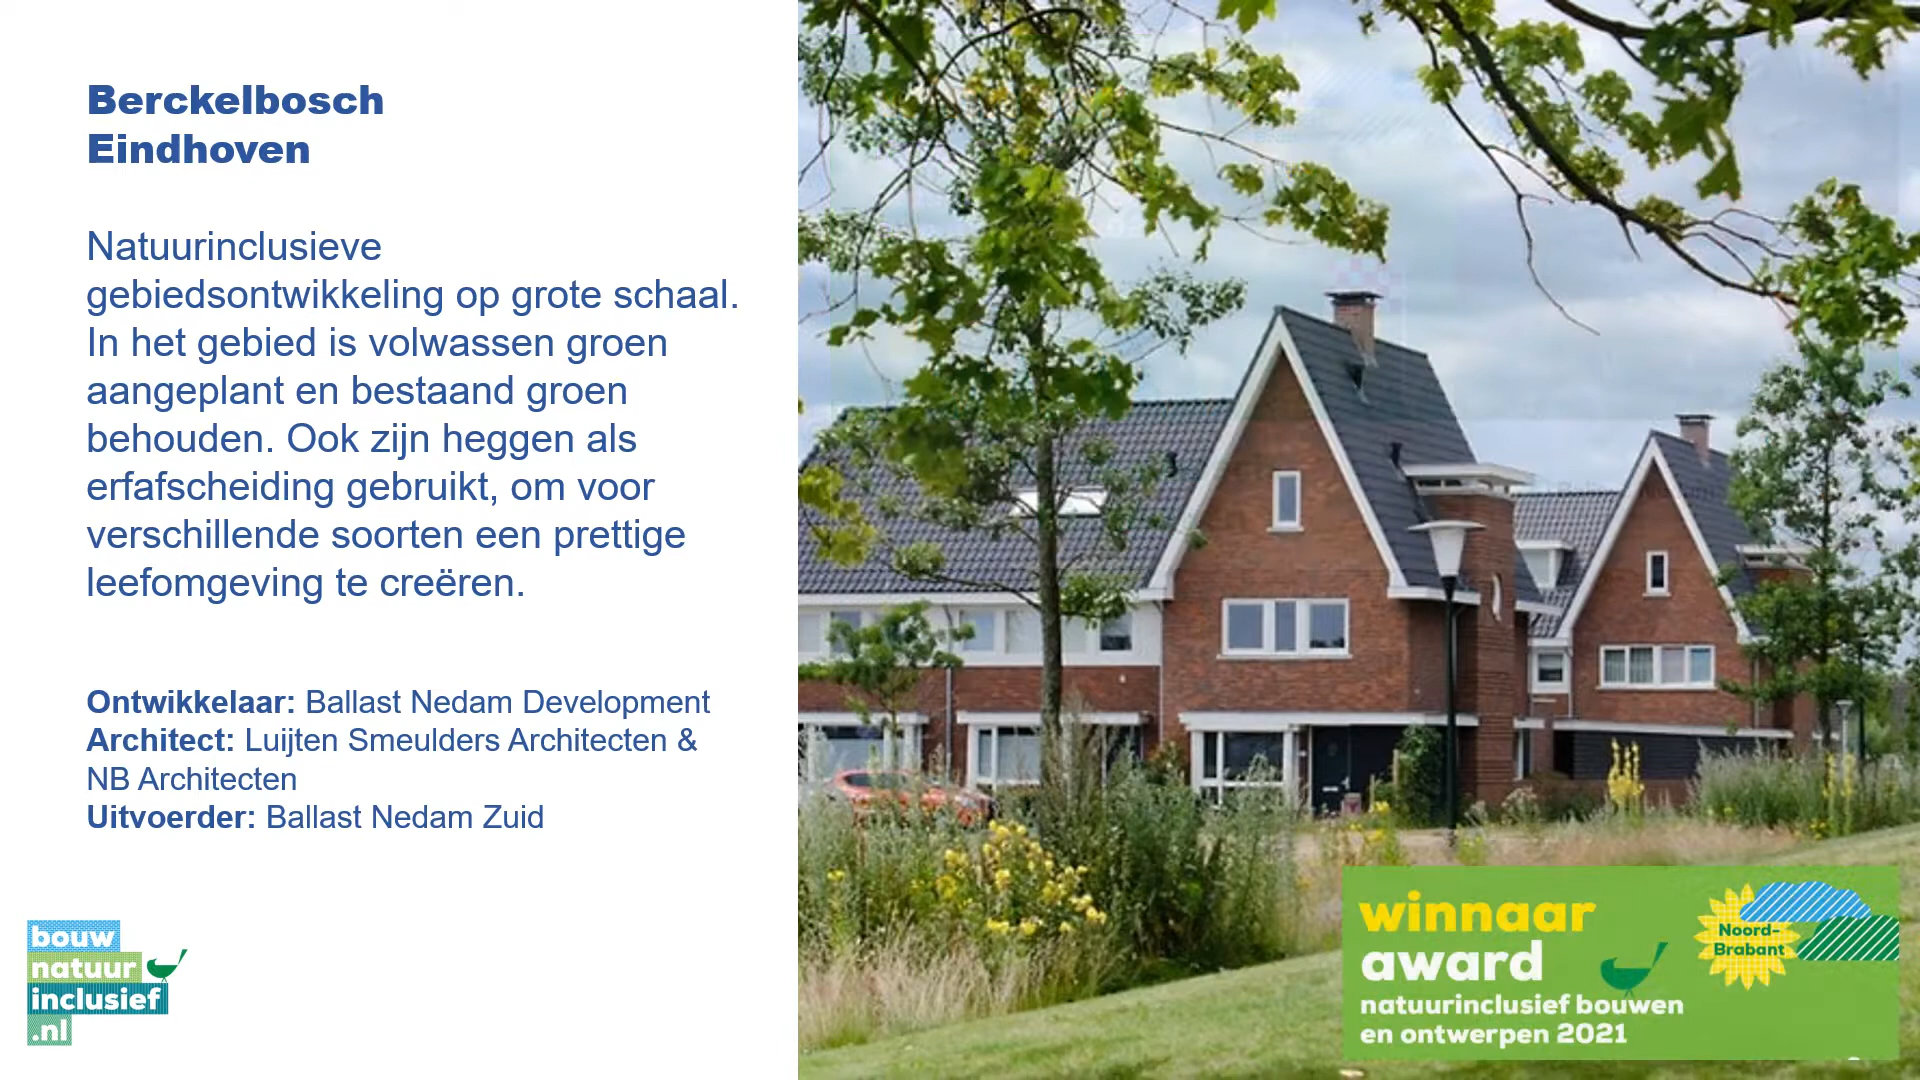 Berckelbosch
Eindhoven
Natuurinclusieve
gebiedsontwikkeling op grote schaal.
In het gebied is volwassen groen
aangeplant en bestaand groen
behouden. Ook zijn heggen als
erfafscheiding gebruikt, om voor
verschillende soorten een prettige
leefomgeving te creëren.
Ontwikkelaar: Ballast Nedam Development
Architect: Luijten Smeulders Architecten &
NB Architecten
Uitvoerder: Ballast Nedam Zuid
bouw
natuur
inclusief
.nl
winnaar
award
natuurinclusief bouwen
en ontwerpen 2021
Noord-
Brabant